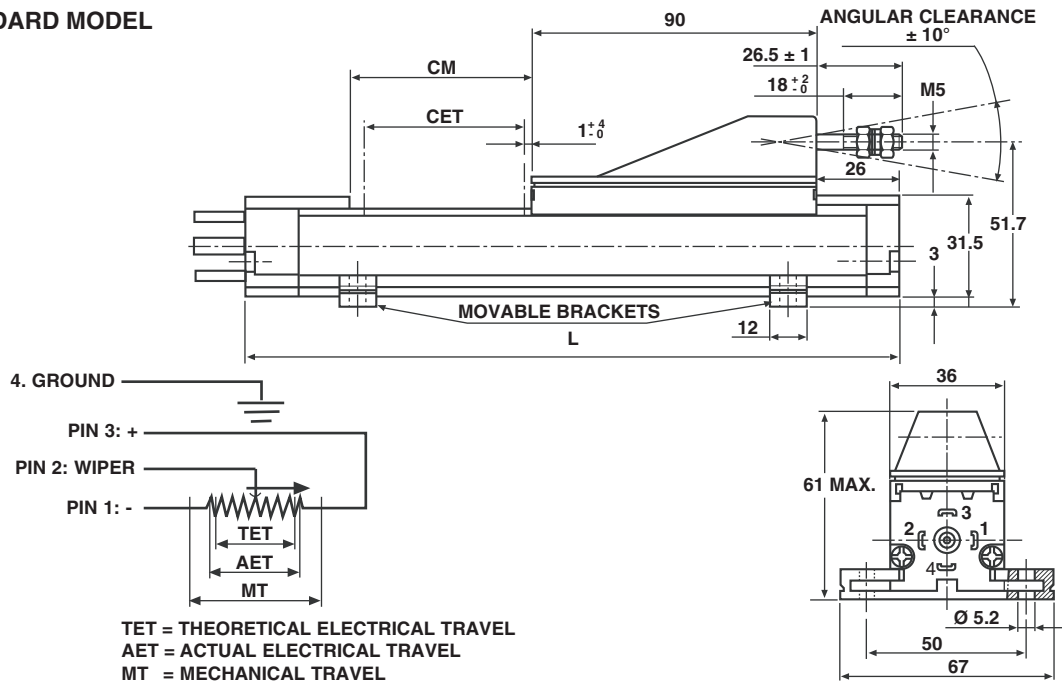 DARD MODEL
90
ANGULAR CLEARANCE
± 10°
26.5 ± 1
CM
18 +2 -0
M5
CET
1 +4 -0
26
51.7
31.5
3
MOVABLE BRACKETS
12
L
4. GROUND
PIN 3: +
PIN 2: WIPER
PIN 1: -
TET
AET
MT
TET = THEORETICAL ELECTRICAL TRAVEL
AET = ACTUAL ELECTRICAL TRAVEL
MT = MECHANICAL TRAVEL
36
61 MAX.
3
2
1
4
Ø 5.2
50
67